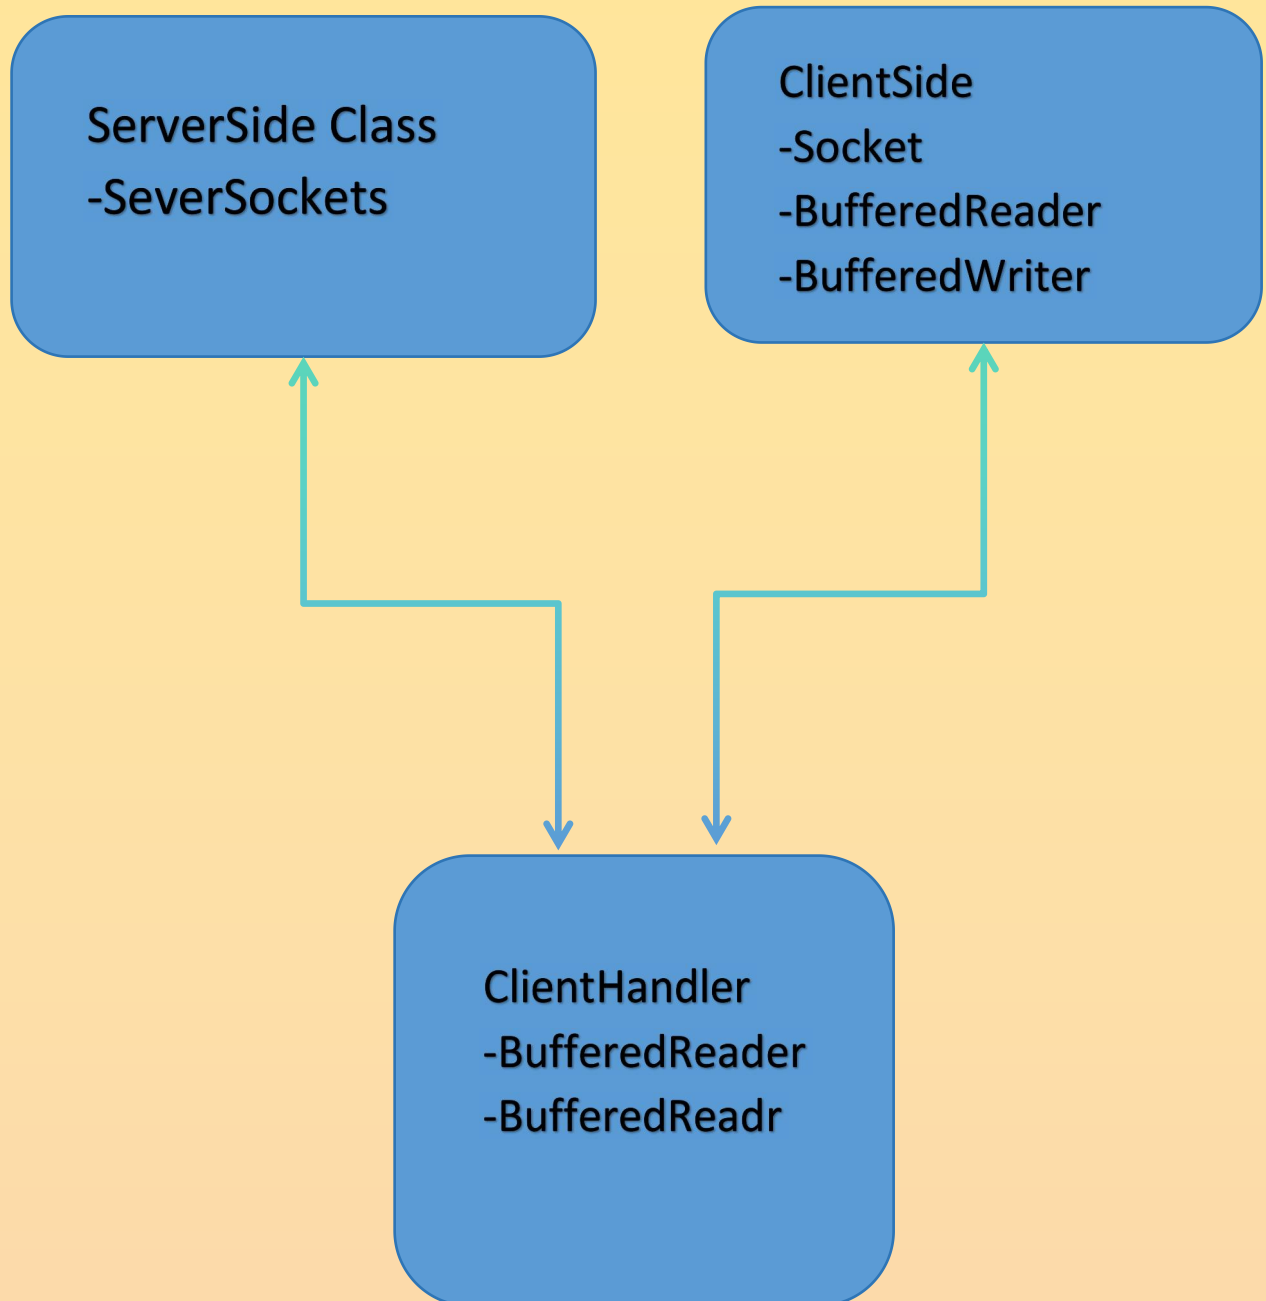 ServerSide Class
-SeverSockets
ClientSide
-Socket
-BufferedReader
-BufferedWriter
ClientHandler
-BufferedReader
-BufferedReadr